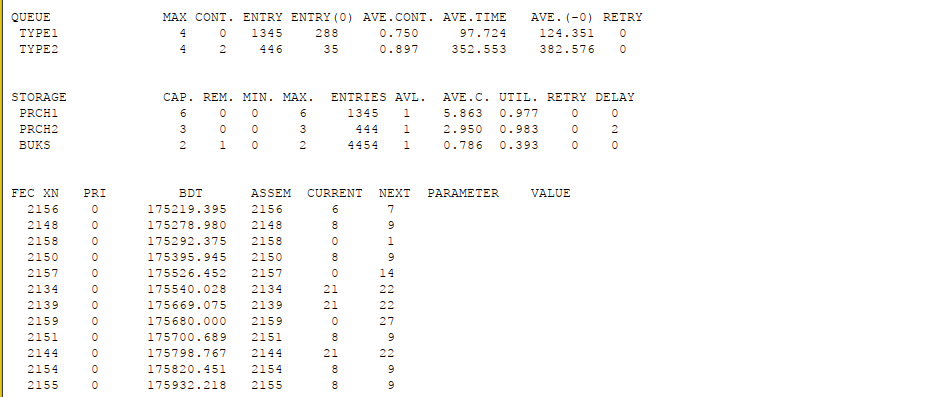 QUEUE MAX CONT. ENTRY ENTRY(0) AVE.CONT. AVE.TIME AVE.(-0) RETRY
TYPE1 4 0 1345 288 0.750 97.724 124.351 0
TYPE2 4 2 446 35 0.897 352.553 382.576 0
STORAGE CAP. REM. MIN. MAX. ENTRIES AVL. AVE.C. UTIL. RETRY DELAY
PRCH1 6 0 0 6 1345 1 5.863 0.977 0 0
PRCH2 3 0 0 3 444 1 2.950 0.983 0 2
BUKS 2 1 0 2 4454 1 0.786 0.393 0 0
FEC XN PRI BDT ASSEM CURRENT NEXT PARAMETER VALUE
2156 0 175219.395 2156 6 7
2148 0 175278.980 2148 8 9
2158 0 175292.375 2158 0 1
2150 0 175395.945 2150 8 9
2157 0 175526.452 2157 0 14
2134 0 175540.028 2134 21 22
2139 0 175669.075 2139 21 22
2159 0 175680.000 2159 0 27
2151 0 175700.689 2151 8 9
2144 0 175798.767 2144 21 22
2154 0 175820.451 2154 8 9
2155 0 175932.218 2155 8 9